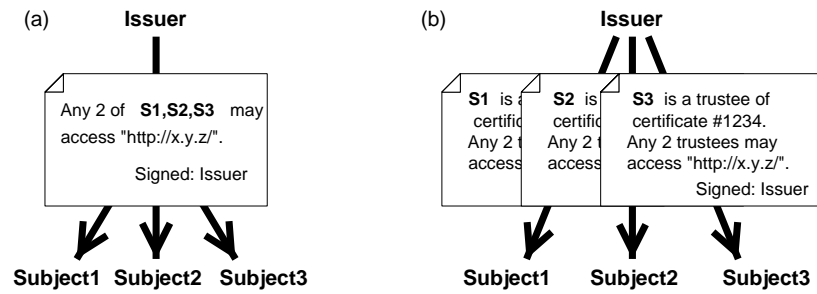 (a)
Issuer
Any 2 of S1,S2,S3 may
access "http://x.y.z/".
Signed: Issuer
Subject1 Subject2 Subject3
(b)
Issuer
S1 is a
certific
Any 2 t
access
S2 is
certific
Any 2 t
access
S3 is a trustee of
certificate #1234.
Any 2 trustees may
access "http://x.y.z/".
Signed: Issuer
Subject1 Subject2 Subject3